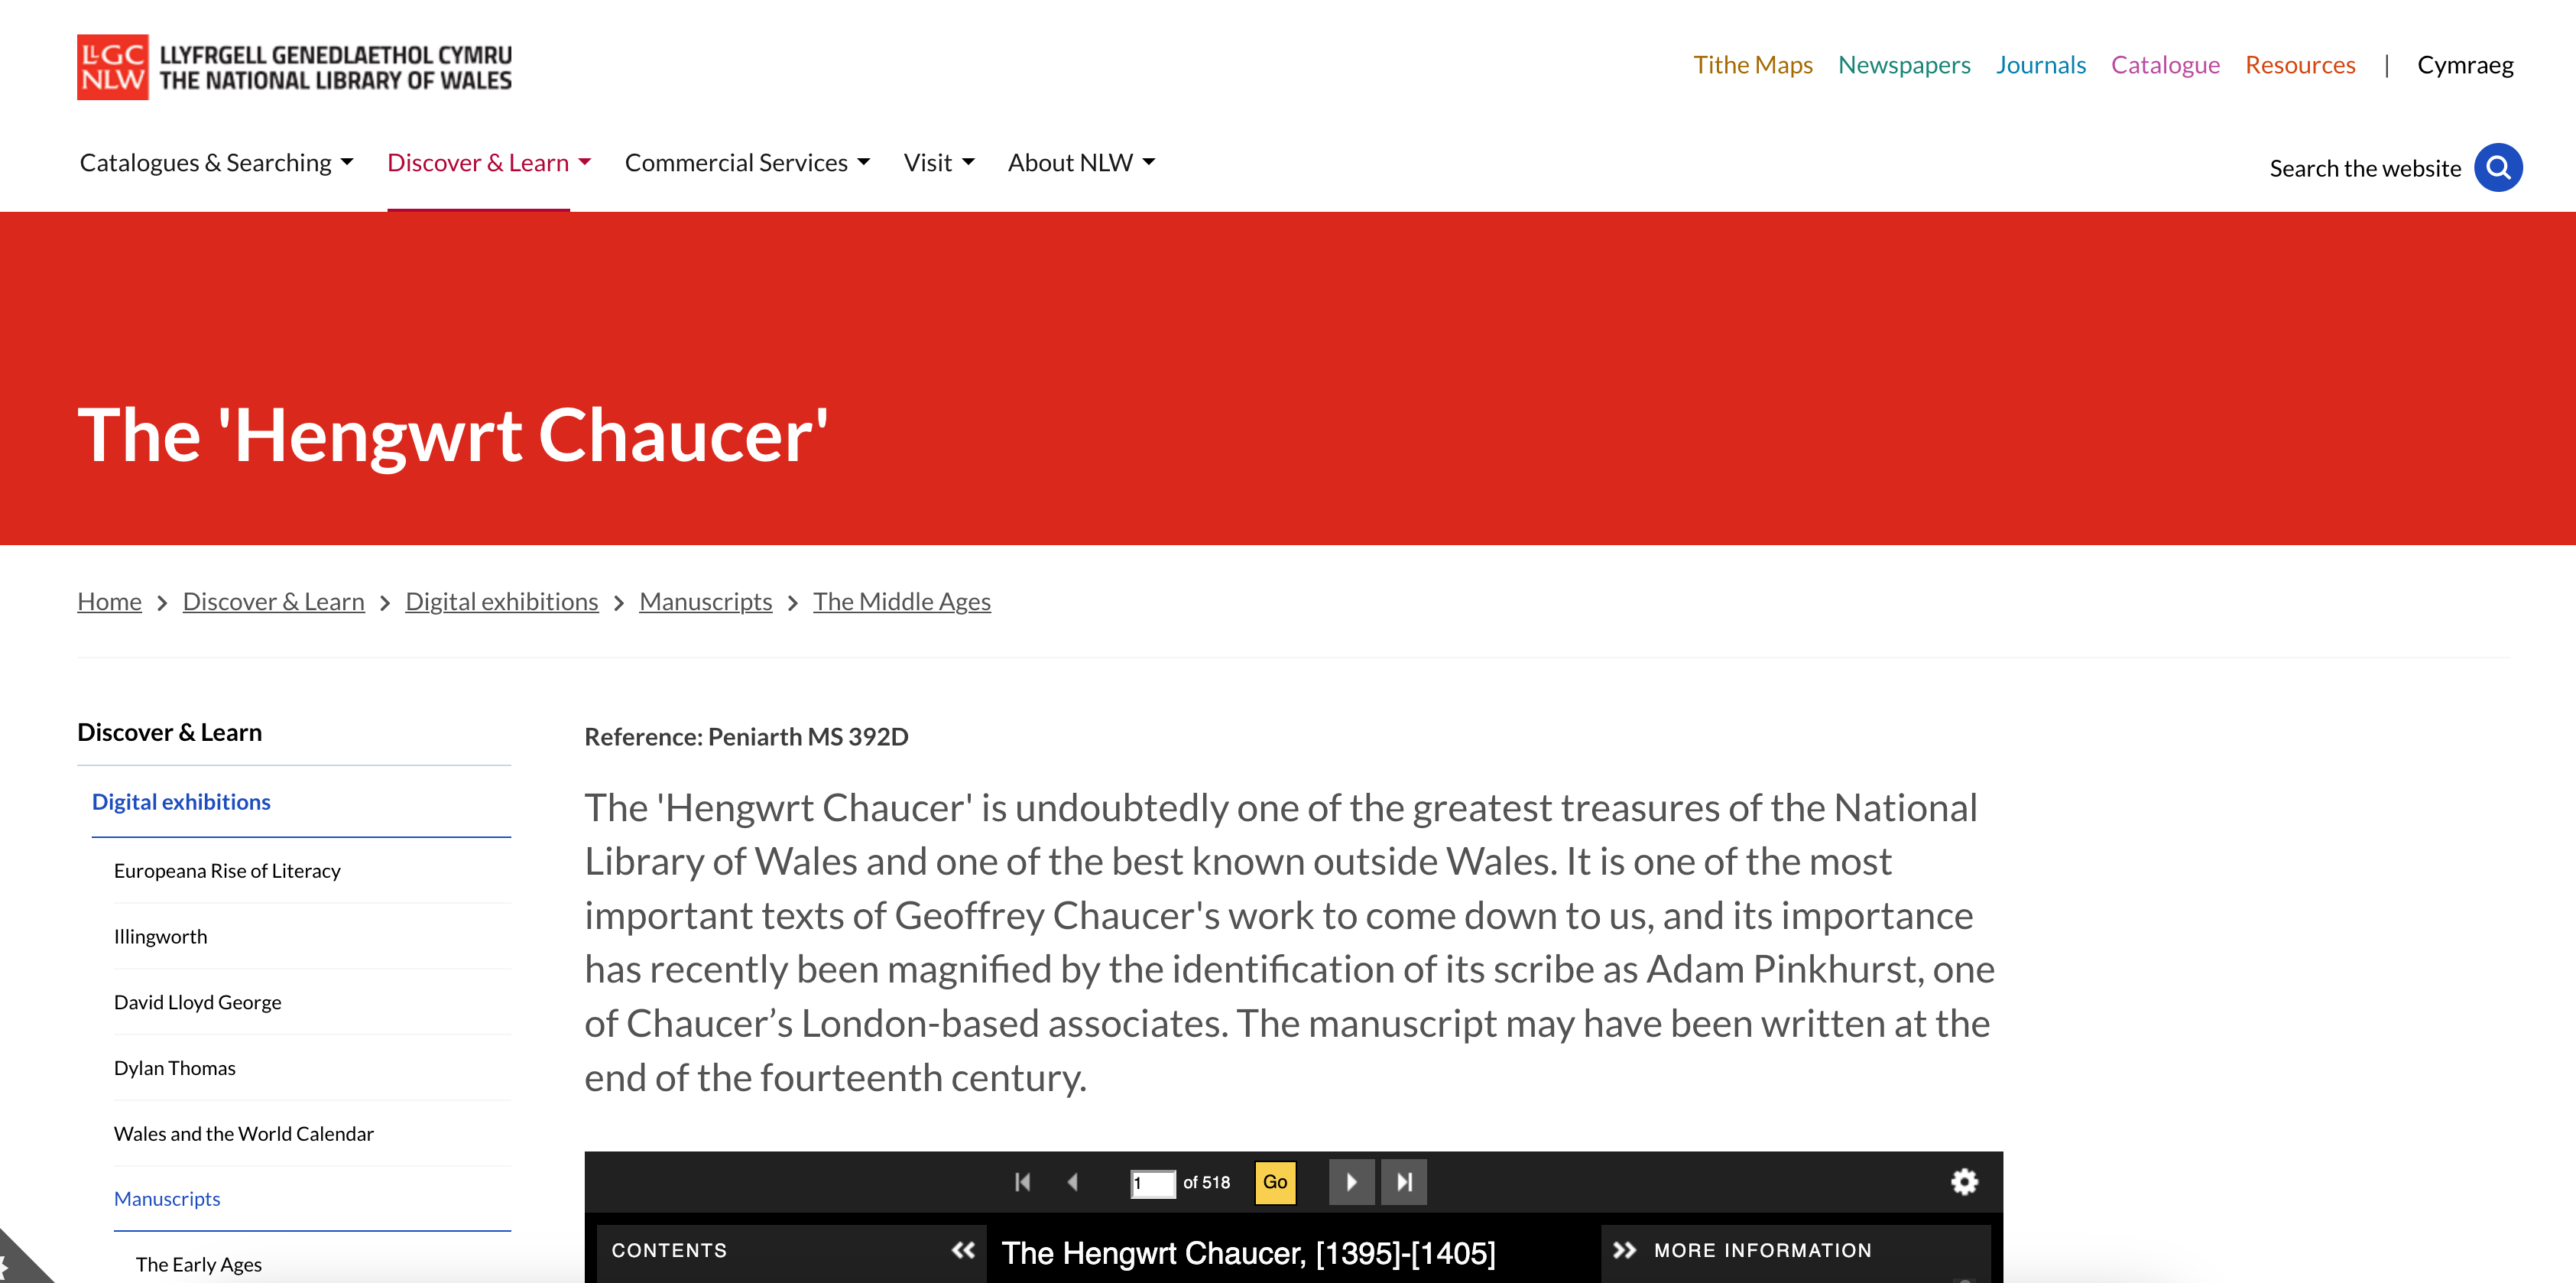 LLGC
NLW
LLYFRGELL GENEDLAETHOL CYMRU
THE NATIONAL LIBRARY OF WALES
Tithe Maps Newspapers Journals Catalogue Resources | Cymraeg
Catalogues & Searching Discover & Learn Commercial Services Visit About NLW
Search the website
The 'Hengwrt Chaucer'
Home > Discover & Learn > Digital exhibitions > Manuscripts > The Middle Ages
Discover & Learn
Digital exhibitions
Europeana Rise of Literacy
Illingworth
David Lloyd George
Dylan Thomas
Wales and the World Calendar
Manuscripts
The Early Ages
Reference: Peniarth MS 392D
The 'Hengwrt Chaucer' is undoubtedly one of the greatest treasures of the National
Library of Wales and one of the best known outside Wales. It is one of the most
important texts of Geoffrey Chaucer's work to come down to us, and its importance
has recently been magnified by the identification of its scribe as Adam Pinkhurst, one
of Chaucer’s London-based associates. The manuscript may have been written at the
end of the fourteenth century.
1 of 518 Go
CONTENTS
The Hengwrt Chaucer, [1395]-[1405]
MORE INFORMATION